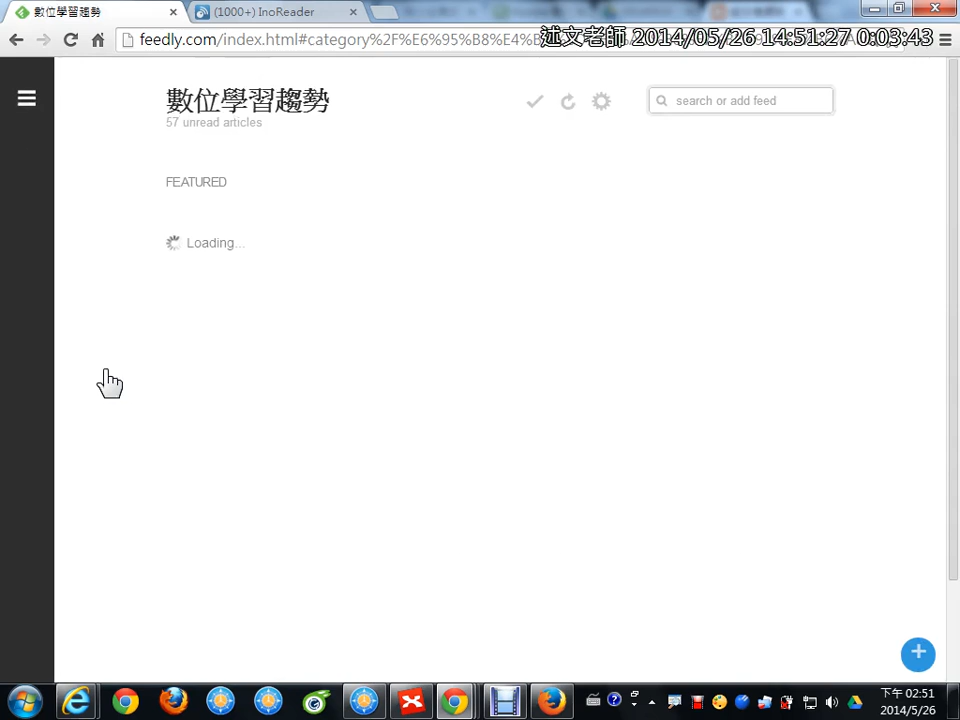 數位學習趨勢
(1000+) InoReader
feedly.com/index.html#category%2F%E6%95%B8%E4%B
述文老師 2014/05/26 14:51:27 0:03:43
數位學習趨勢
57 unread articles
search or add feed
FEATURED
Loading...
下午 02:51
2014/5/26